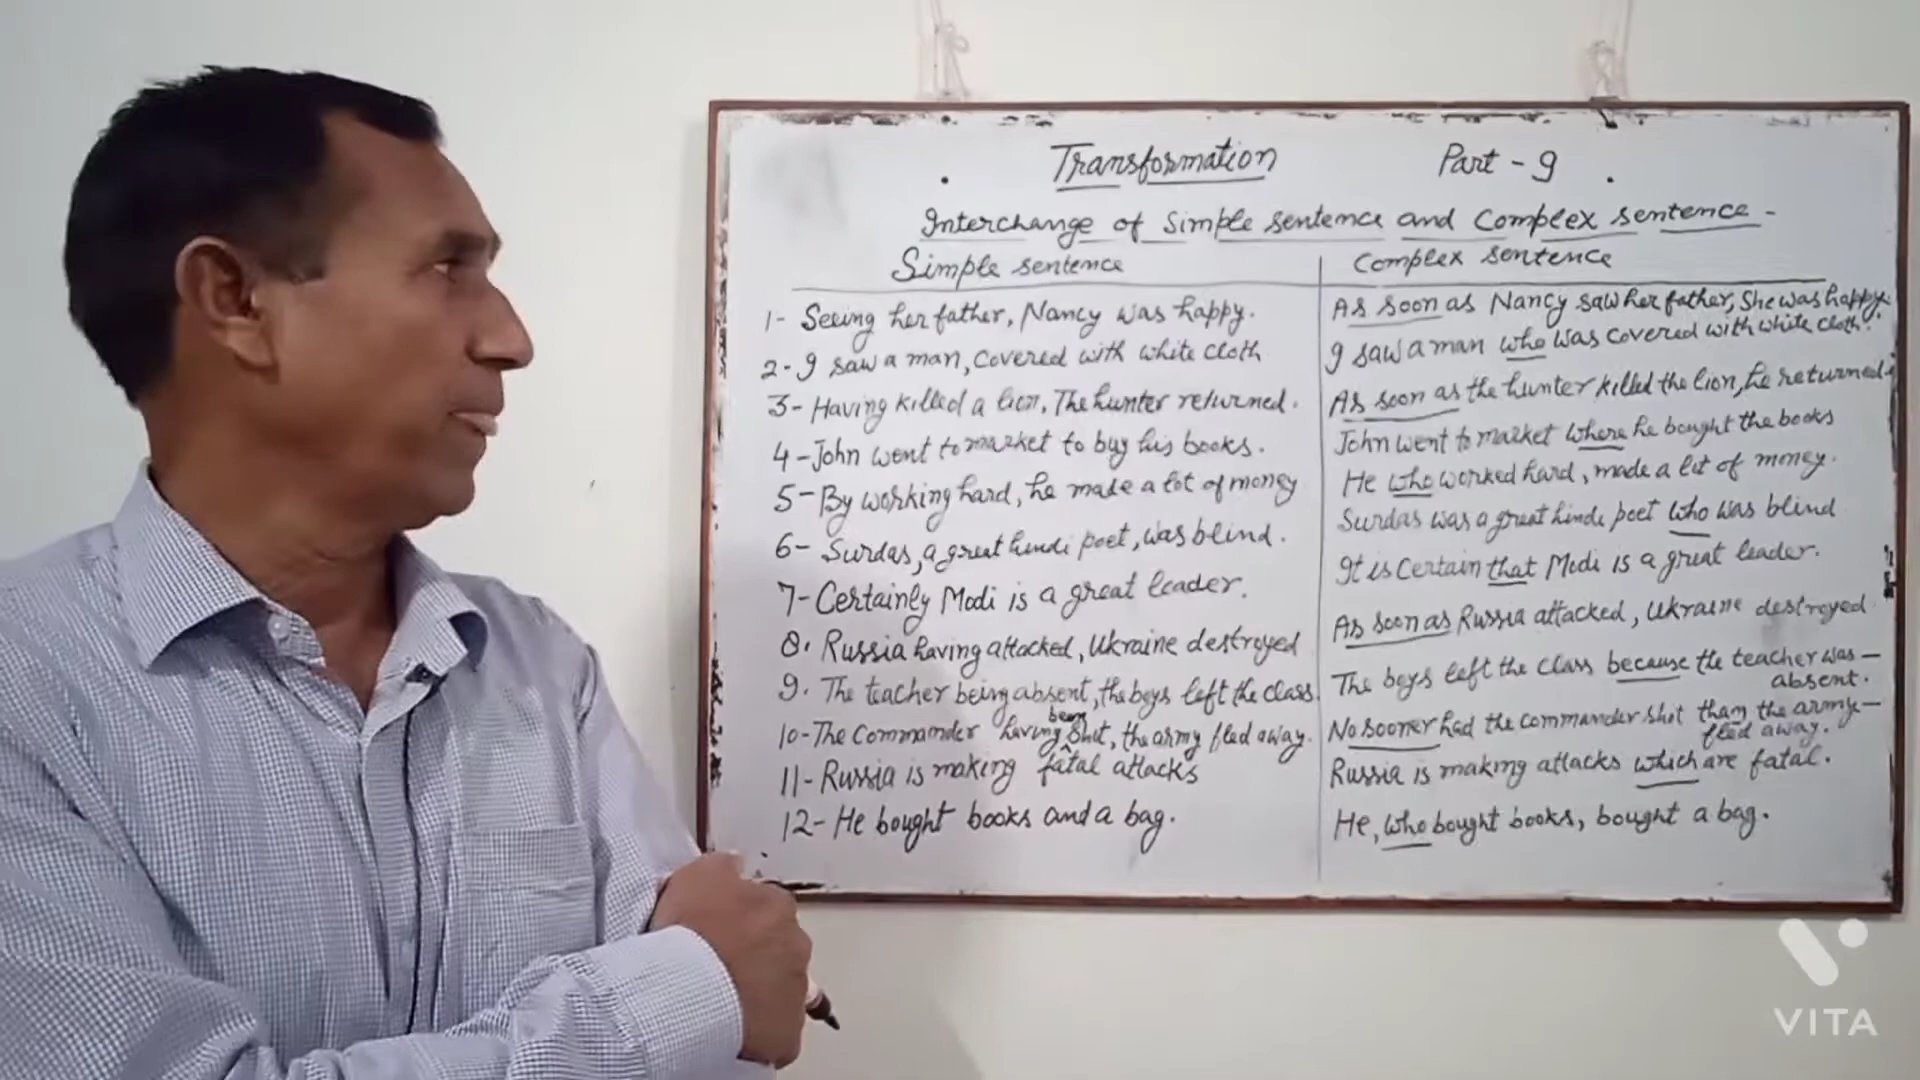 Transformation Part - 9
Interchange of Simple sentence and Complex sentence -
Simple sentence
Complex sentence
1- Seeing her father, Nancy was happy.
As soon as Nancy saw her father, She was happy.
2- I saw a man, covered with white cloth
I saw a man who was covered with white cloth.
3- Having killed a lion, The hunter returned.
As soon as the hunter killed the lion, he returned.
4- John went to market to buy his books.
John went to market where he bought the books
5- By working hard, he made a lot of money
He who worked hard, made a lot of money.
6- Surdas, a great hindi poet, was blind.
Surdas was a great hindi poet who was blind
7- Certainly Modi is a great leader.
It is Certain that Modi is a great leader.
8. Russia having attacked, Ukraine destroyed
As soon as Russia attacked, Ukraine destroyed
9. The teacher being absent, the boys left the class.
The boys left the class because the teacher was —
absent.
10- The Commander having been shot, the army fled away.
No sooner had the commander shot than the army —
fled away.
11- Russia is making fatal attacks
Russia is making attacks which are fatal.
12- He bought books and a bag.
He, who bought books, bought a bag.
VITA